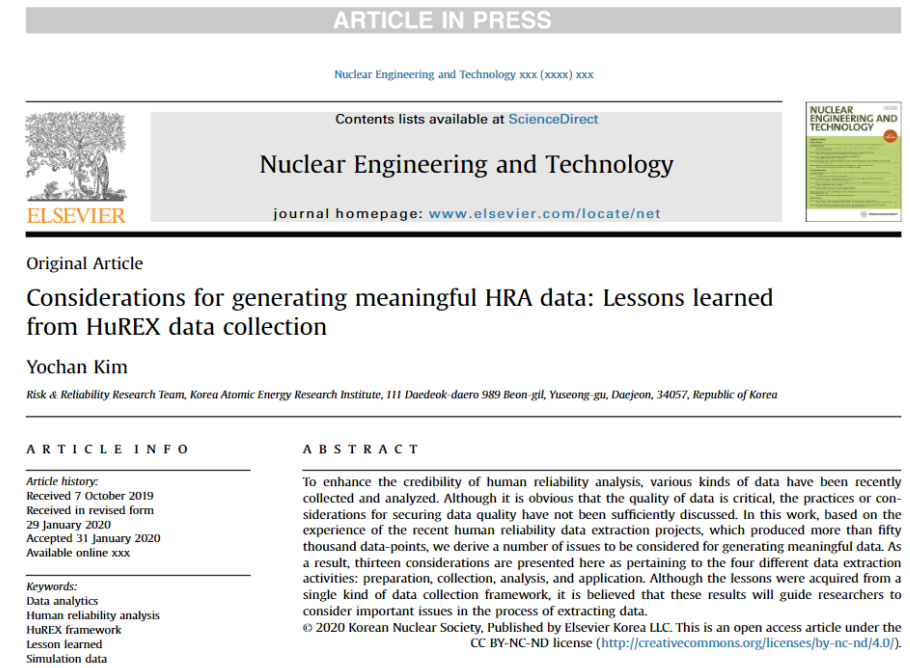 ARTICLE IN PRESS
Nuclear Engineering and Technology xxx (xxxx) xxx
Contents lists available at ScienceDirect
Nuclear Engineering and Technology
journal homepage: www.elsevier.com/locate/net
ELSEVIER
NUCLEAR
ENGINEERING AND
TECHNOLOGY
Original Article
Considerations for generating meaningful HRA data: Lessons learned
from HuREX data collection
Yochan Kim
Risk & Reliability Research Team, Korea Atomic Energy Research Institute, 111 Daedeok-daero 989 Beon-gil, Yuseong-gu, Daejeon, 34057, Republic of Korea
ARTICLE INFO
Article history:
Received 7 October 2019
Received in revised form
29 January 2020
Accepted 31 January 2020
Available online xxx
Keywords:
Data analytics
Human reliability analysis
HuREX framework
Lesson learned
Simulation data
ABSTRACT
To enhance the credibility of human reliability analysis, various kinds of data have been recently
collected and analyzed. Although it is obvious that the quality of data is critical, the practices or con-
siderations for securing data quality have not been sufficiently discussed. In this work, based on the
experience of the recent human reliability data extraction projects, which produced more than fifty
thousand data-points, we derive a number of issues to be considered for generating meaningful data. As
a result, thirteen considerations are presented here as pertaining to the four different data extraction
activities: preparation, collection, analysis, and application. Although the lessons were acquired from a
single kind of data collection framework, it is believed that these results will guide researchers to
consider important issues in the process of extracting data.
© 2020 Korean Nuclear Society, Published by Elsevier Korea LLC. This is an open access article under the
CC BY-NC-ND license (http://creativecommons.org/licenses/by-nc-nd/4.0/).